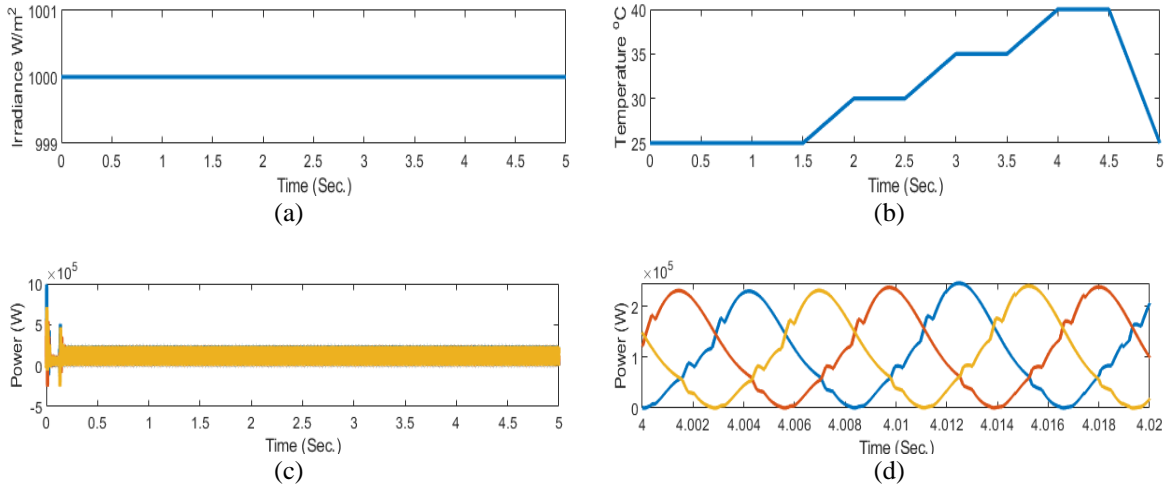 1001
1000
999
Irradiance W/m²
0 0.5 1 1.5 2 2.5 3 3.5 4 4.5 5
Time (Sec.)
(a)
40
35
30
25
Temperature °C
0 0.5 1 1.5 2 2.5 3 3.5 4 4.5 5
Time (Sec.)
(b)
×10⁵
10
5
0
-5
Power (W)
0 0.5 1 1.5 2 2.5 3 3.5 4 4.5 5
Time (Sec.)
(c)
×10⁵
2
1
0
Power (W)
4 4.002 4.004 4.006 4.008 4.01 4.012 4.014 4.016 4.018 4.02
Time (Sec.)
(d)